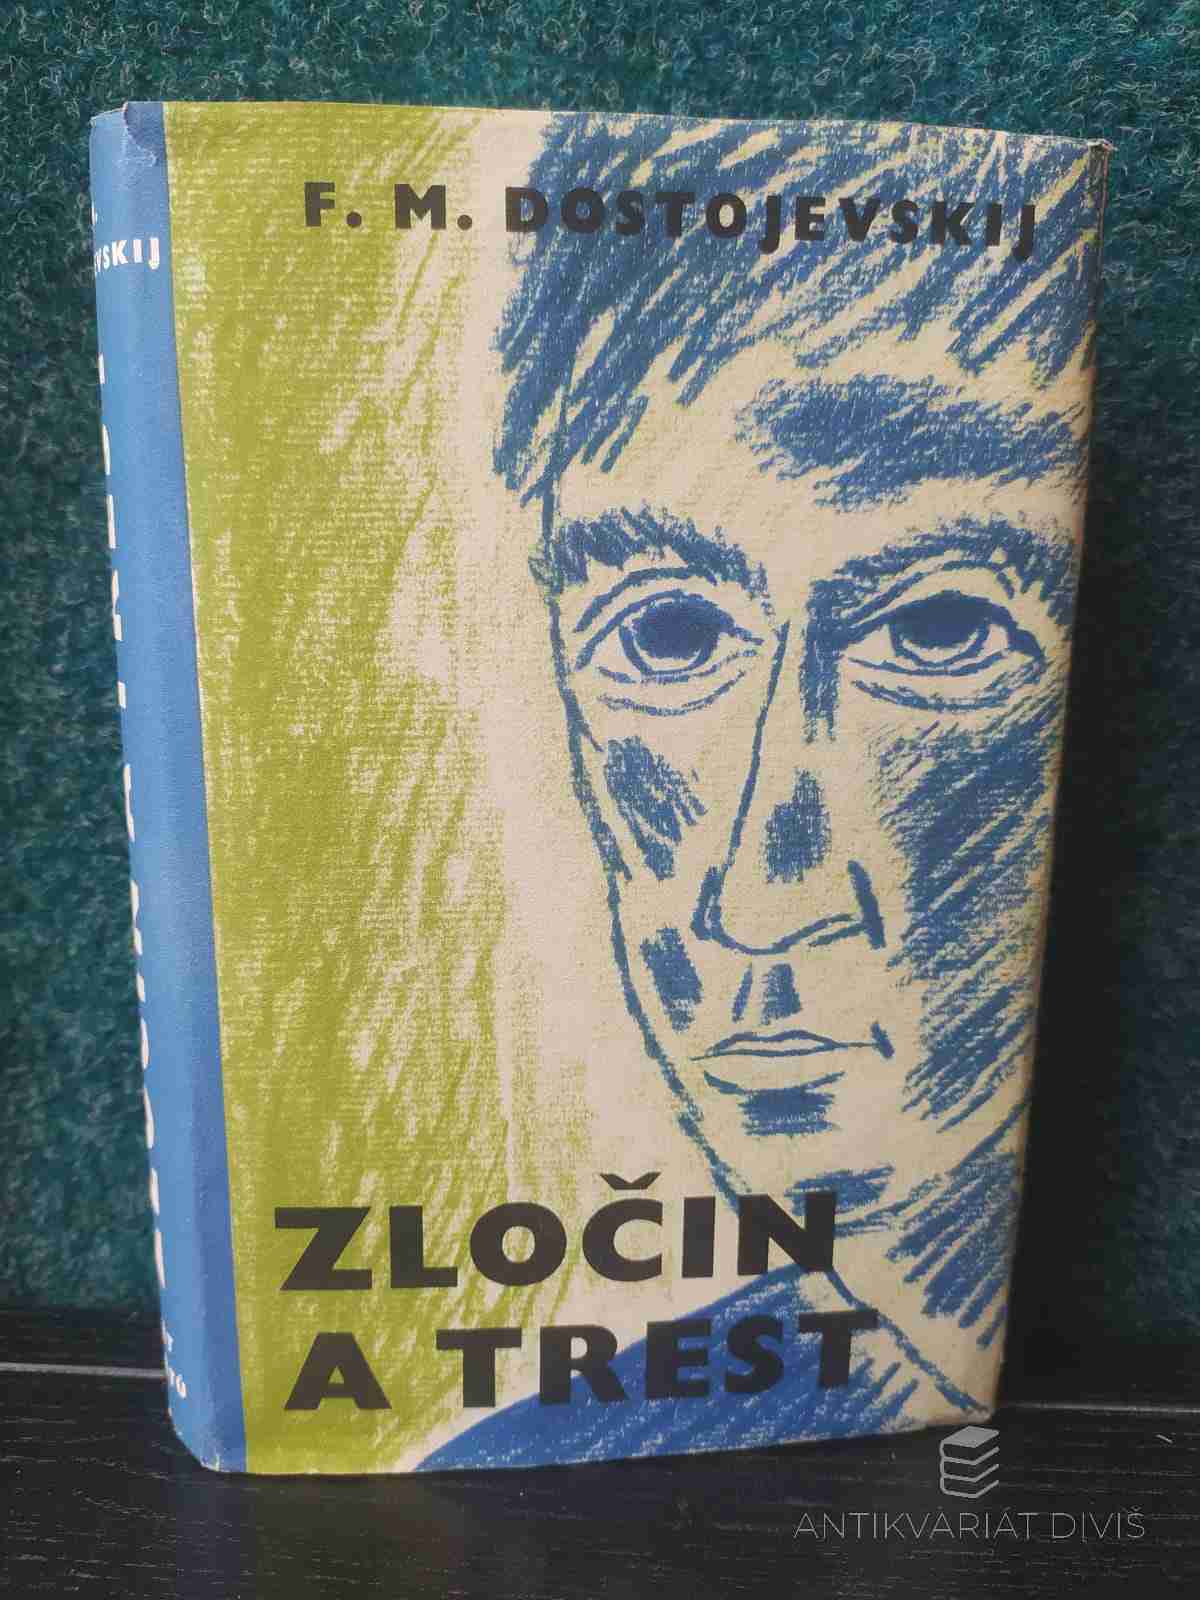 F. M. DOSTOJEVSKIJ
ZLOČIN
A TREST
ANTIKVARIÁT DIVIŠ